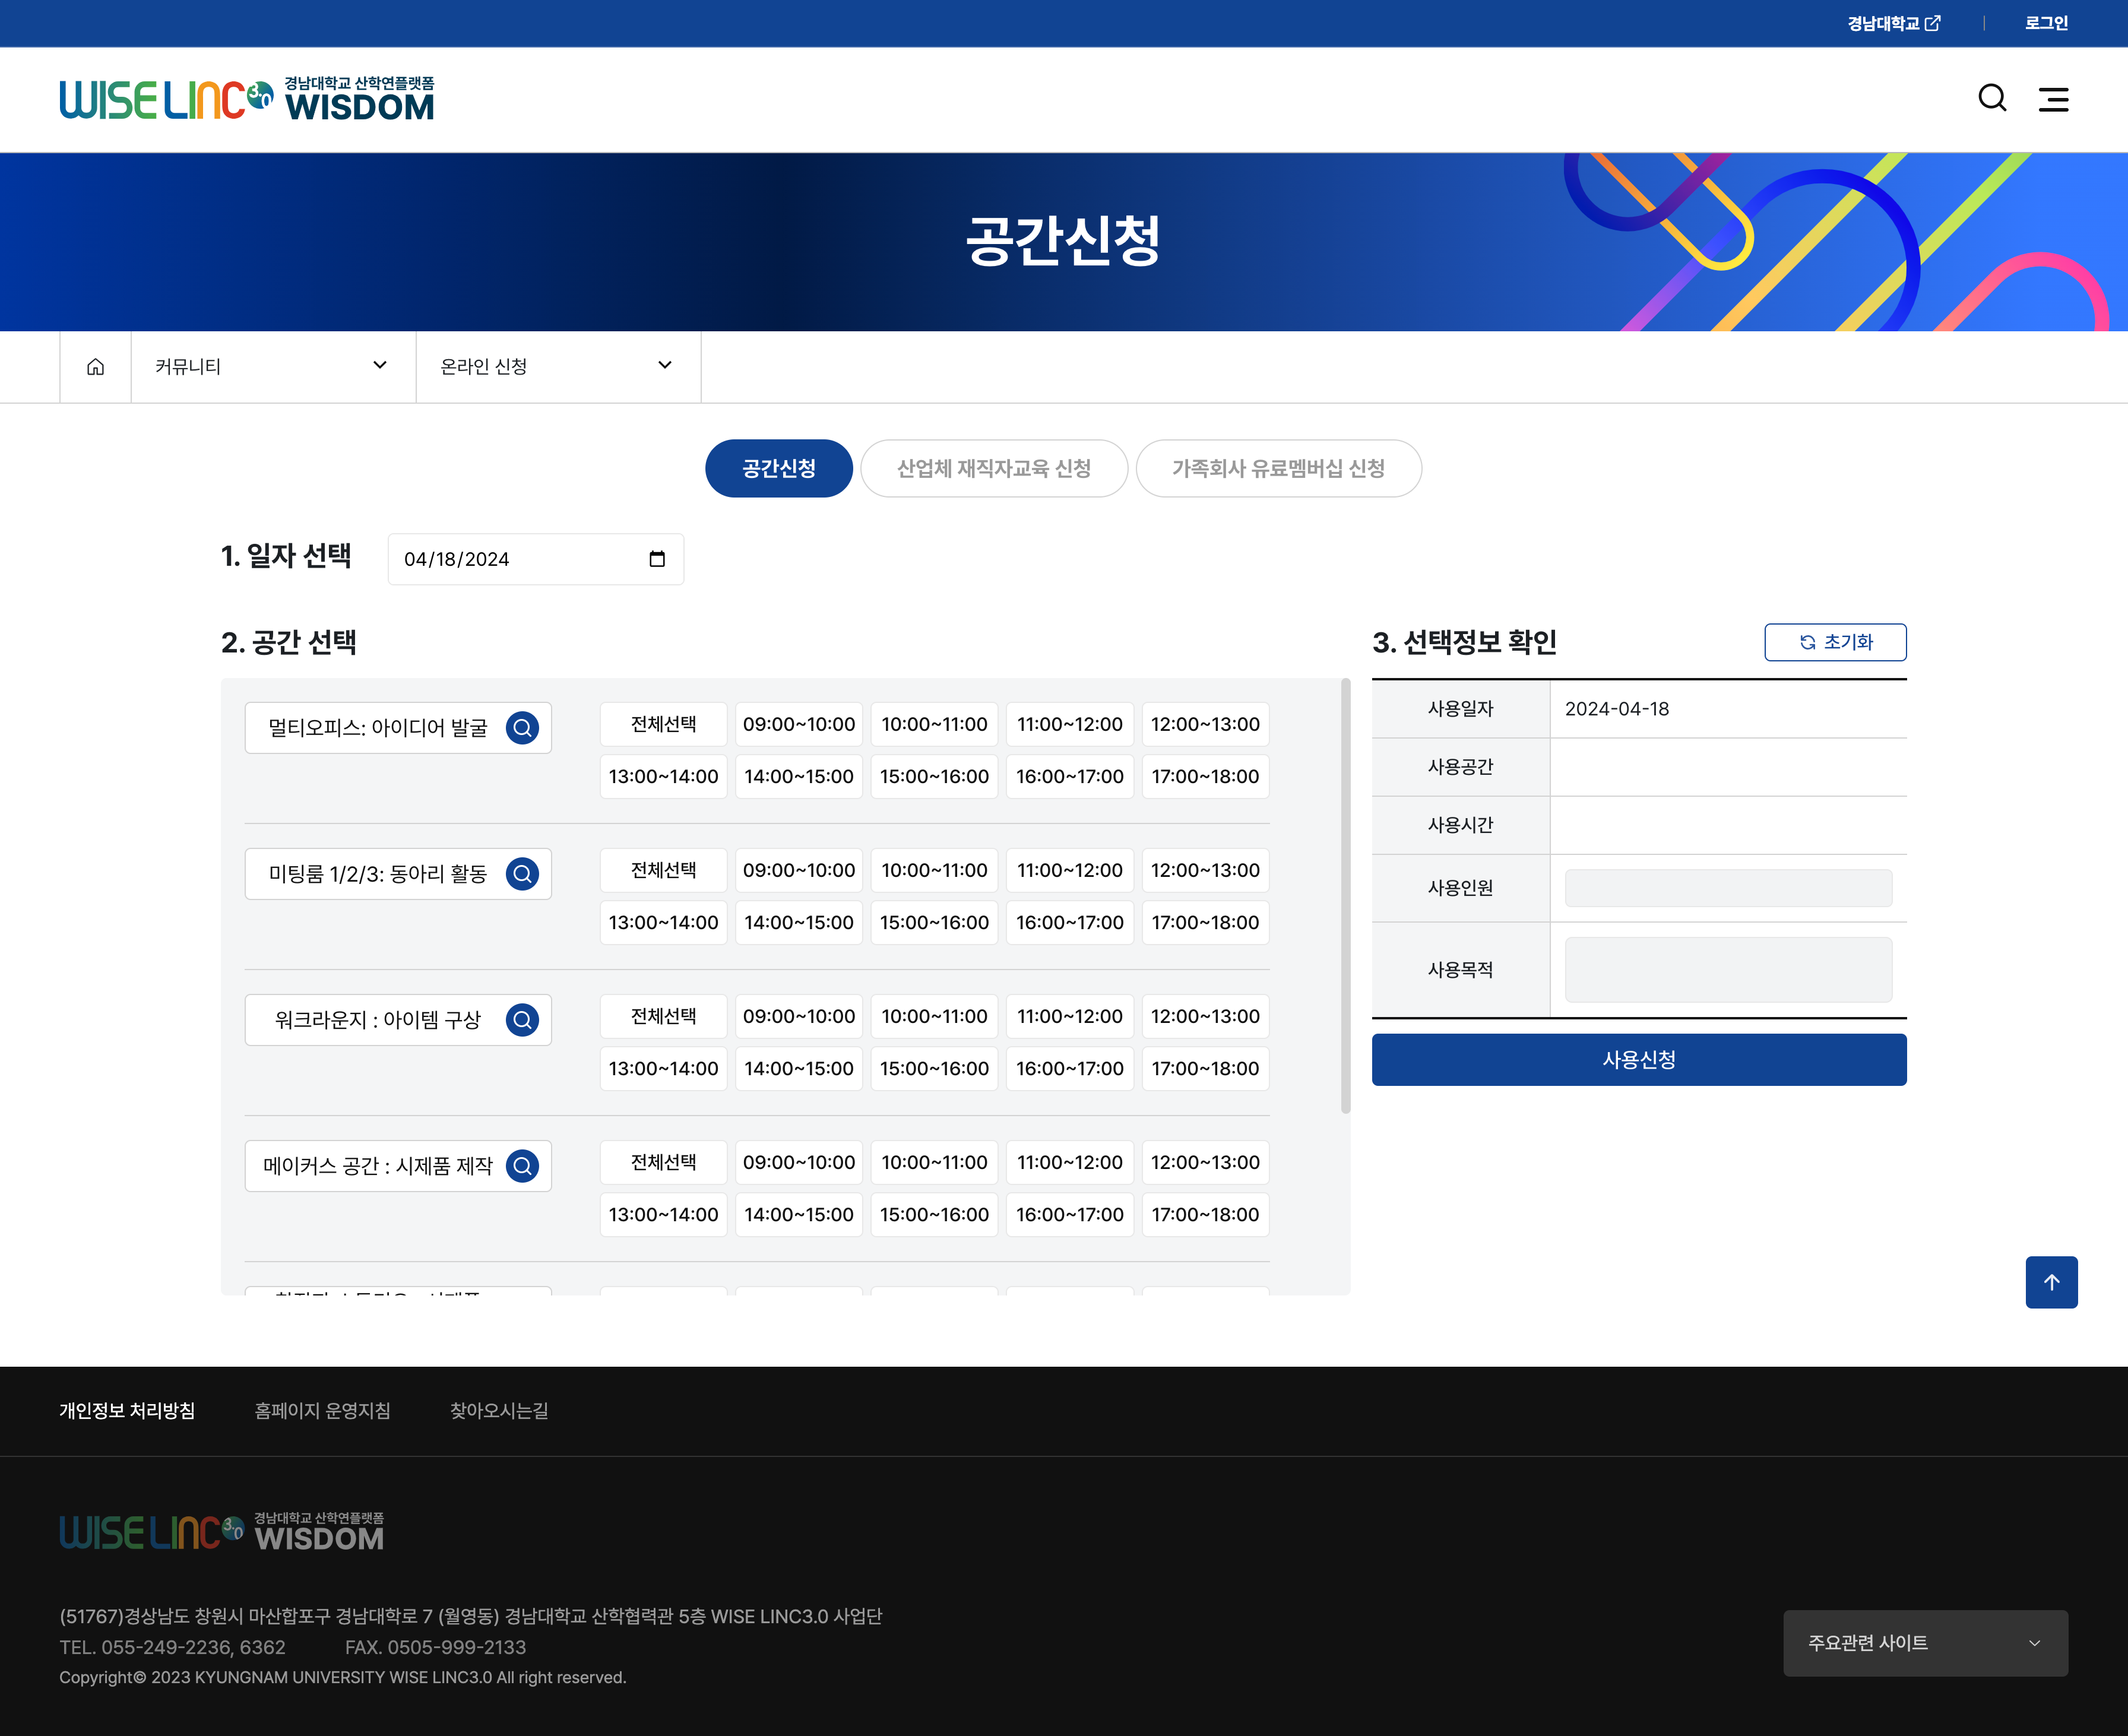 경남대학교
로그인
WISE LINC 3.0 경남대학교 산학연플랫폼 WISDOM
공간신청
커뮤니티
온라인 신청
공간신청
산업체 재직자교육 신청
가족회사 유료멤버십 신청
1. 일자 선택
04/18/2024
2. 공간 선택
멀티오피스: 아이디어 발굴
전체선택 09:00~10:00 10:00~11:00 11:00~12:00 12:00~13:00
13:00~14:00 14:00~15:00 15:00~16:00 16:00~17:00 17:00~18:00
미팅룸 1/2/3: 동아리 활동
전체선택 09:00~10:00 10:00~11:00 11:00~12:00 12:00~13:00
13:00~14:00 14:00~15:00 15:00~16:00 16:00~17:00 17:00~18:00
워크라운지 : 아이템 구상
전체선택 09:00~10:00 10:00~11:00 11:00~12:00 12:00~13:00
13:00~14:00 14:00~15:00 15:00~16:00 16:00~17:00 17:00~18:00
메이커스 공간 : 시제품 제작
전체선택 09:00~10:00 10:00~11:00 11:00~12:00 12:00~13:00
13:00~14:00 14:00~15:00 15:00~16:00 16:00~17:00 17:00~18:00
3. 선택정보 확인
초기화
사용일자 2024-04-18
사용공간
사용시간
사용인원
사용목적
사용신청
개인정보 처리방침
홈페이지 운영지침
찾아오시는길
WISE LINC 3.0 경남대학교 산학연플랫폼 WISDOM
(51767)경상남도 창원시 마산합포구 경남대학로 7 (월영동) 경남대학교 산학협력관 5층 WISE LINC3.0 사업단
TEL. 055-249-2236, 6362 FAX. 0505-999-2133
Copyright© 2023 KYUNGNAM UNIVERSITY WISE LINC3.0 All right reserved.
주요관련 사이트